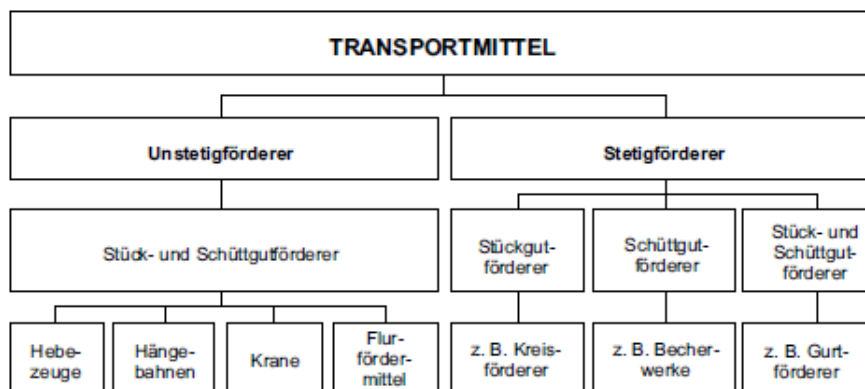 TRANSPORTMITTEL
Unstetigförderer
Stetigförderer
Stück- und Schüttgutförderer
Stückgut-
förderer
Schüttgut-
förderer
Stück- und
Schüttgut-
förderer
Hebe-
zeuge
Hänge-
bahnen
Krane
Flur-
förder-
mittel
z. B. Kreis-
förderer
z. B. Becher-
werke
z. B. Gurt-
förderer